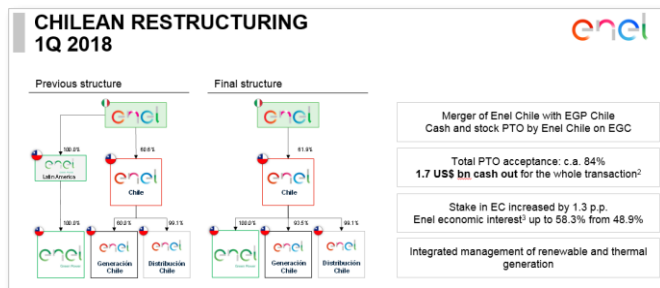 CHILEAN RESTRUCTURING
1Q 2018
enel
Previous structure
Final structure
enel
enel
100.0%
60.6%
61.9%
enel
Latin America
enel
Chile
enel
Chile
100.0%
60.0%
99.1%
100.0%
93.5%
99.1%
enel
Green Power
enel
Generación
Chile
enel
Distribución
Chile
enel
Green Power
enel
Generación
Chile
enel
Distribución
Chile
Merger of Enel Chile with EGP Chile
Cash and stock PTO by Enel Chile on EGC
Total PTO acceptance: c.a. 84%
1.7 US$ bn cash out for the whole transaction²
Stake in EC increased by 1.3 p.p.
Enel economic interest³ up to 58.3% from 48.9%
Integrated management of renewable and thermal
generation